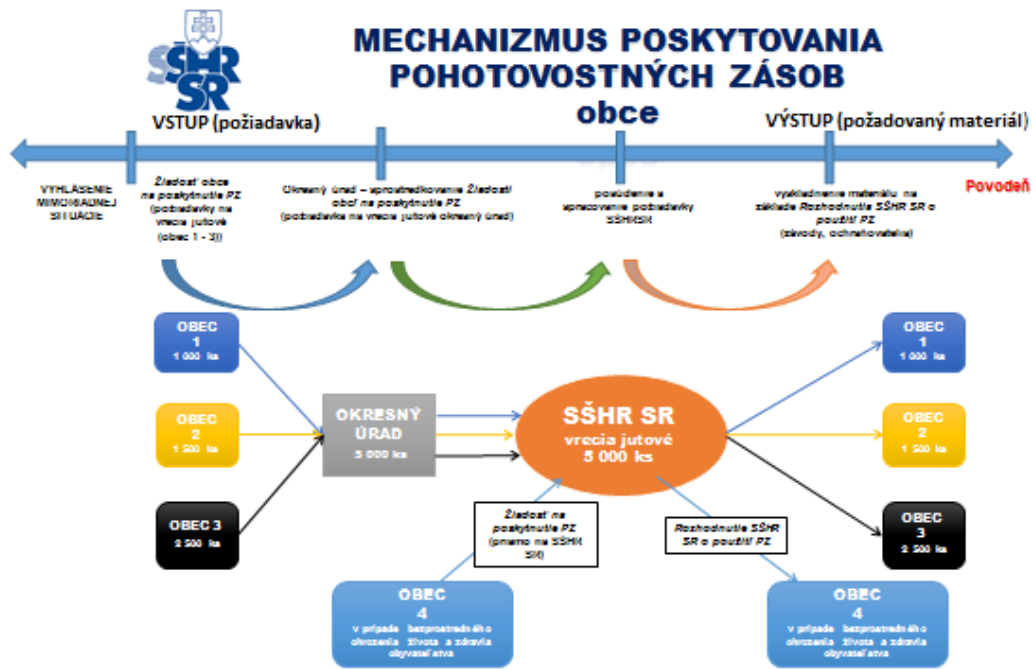 SŠHR
SR
MECHANIZMUS POSKYTOVANIA
POHOTOVOSTNÝCH ZÁSOB
obce
VSTUP (požiadavka)
VÝSTUP (požadovaný materiál)
VYHLÁSENIE
MIMORIADNEJ
SITUÁCIE
Žiadosť obce
na poskytnutie PZ
(požiadavky na
vrecia jutové
(obec 1 - 3))
Okresný úrad – sprostredkovanie Žiadosti
obcí na poskytnutie PZ
(požiadavka na vrecia jutové okresný úrad)
posúdenie a
spracovanie požiadavky
SŠHRSR
vyskladnenie materiálu na
základe Rozhodnutia SŠHR SR o
použití PZ
(závody, ochraňovatelia)
Povodeň
OBEC
1
1 000 ks
OBEC
2
1 500 ks
OBEC 3
2 500 ks
OKRESNÝ
ÚRAD
5 000 ks
SŠHR SR
vrecia jutové
5 000 ks
OBEC
1
1 000 ks
OBEC
2
1 500 ks
OBEC
3
2 500 ks
Žiadosť na
poskytnutie PZ
(priamo na SŠHR
SR)
Rozhodnutie SŠHR
SR o použití PZ
OBEC
4
v prípade bezprostredného
ohrozenia života a zdravia
obyvateľstva
OBEC
4
v prípade bezprostredného
ohrozenia života a zdravia
obyvateľstva